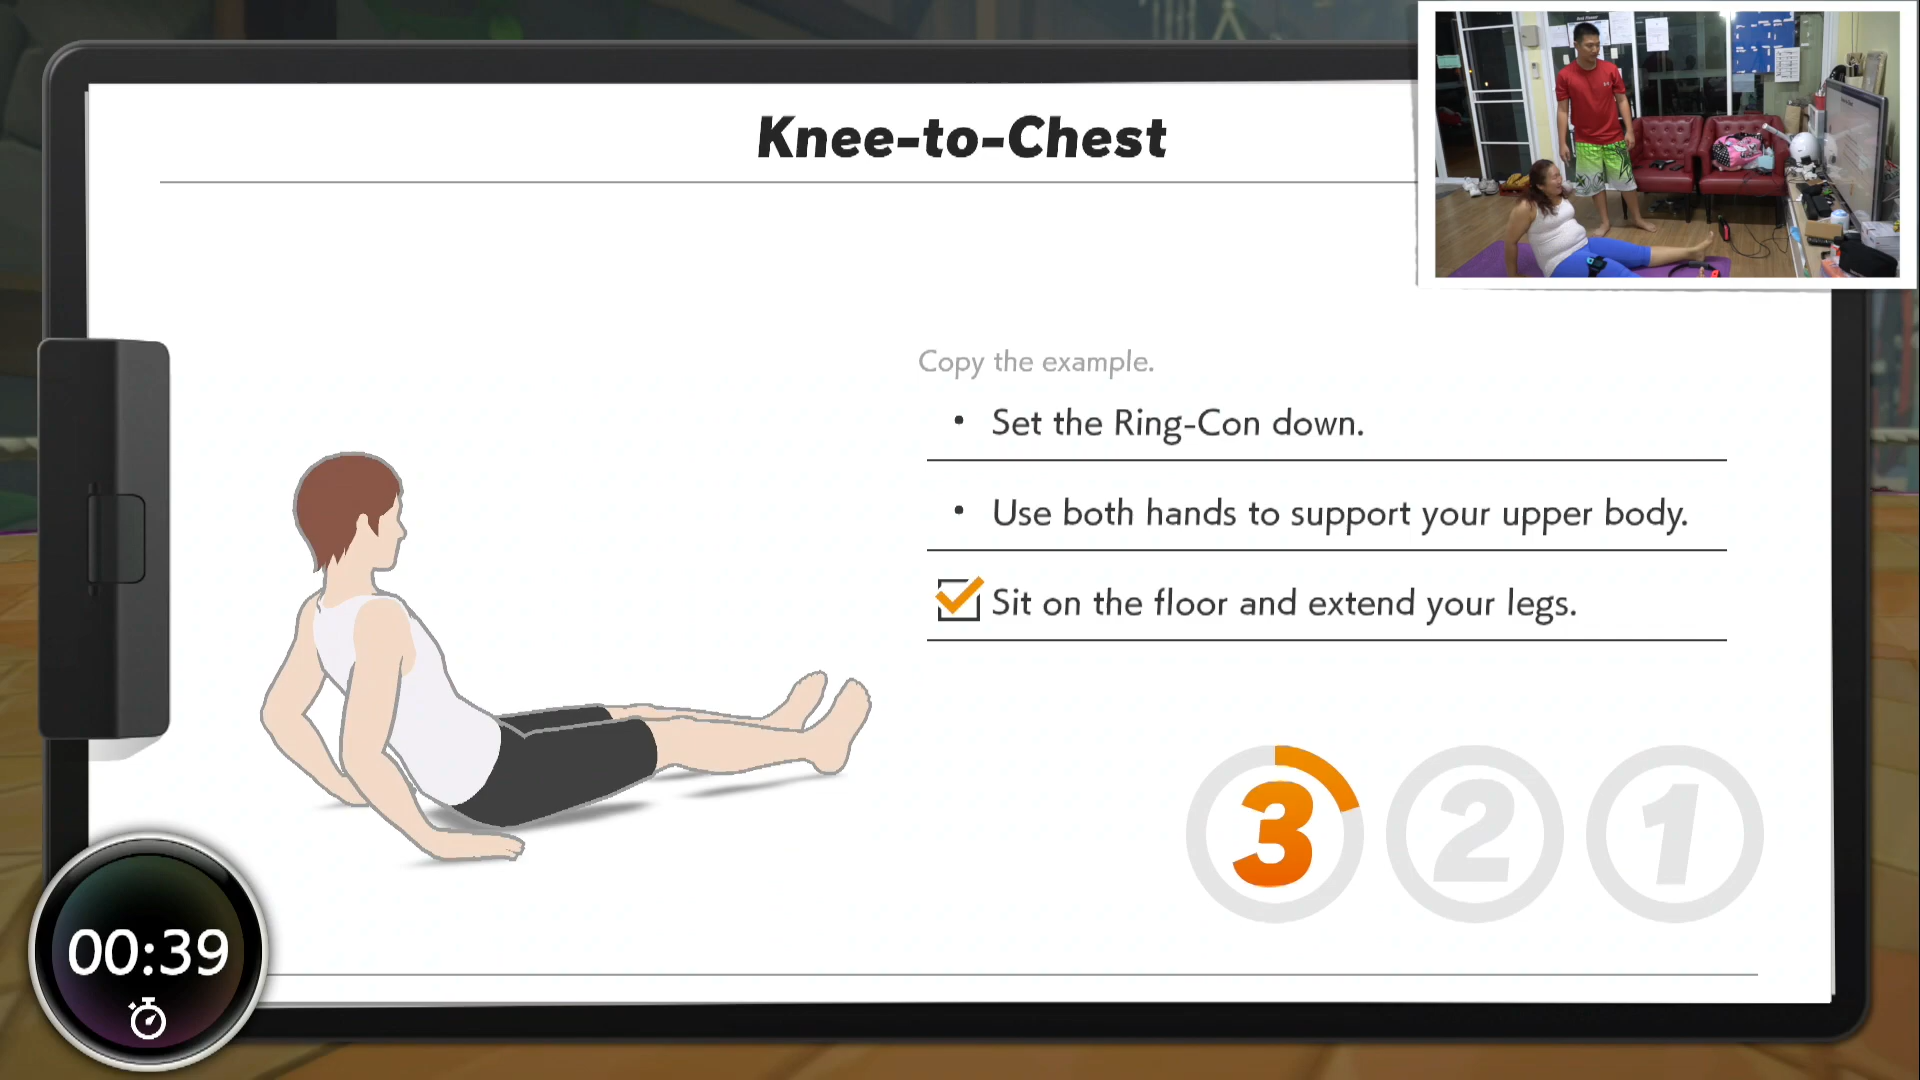 Knee-to-Chest
Copy the example.
• Set the Ring-Con down.
• Use both hands to support your upper body.
Sit on the floor and extend your legs.
3 2 1
00:39